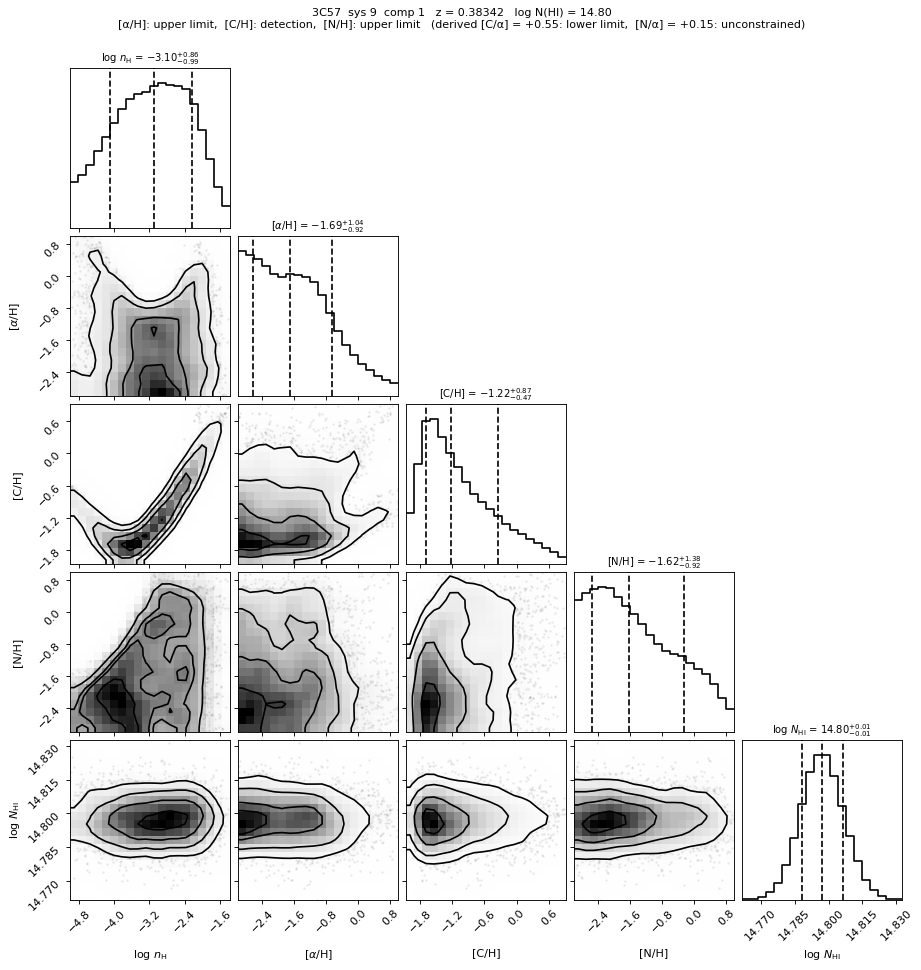 3C57 sys 9 comp 1 z = 0.38342 log N(HI) = 14.80
[α/H]: upper limit, [C/H]: detection, [N/H]: upper limit (derived [C/α] = +0.55: lower limit, [N/α] = +0.15: unconstrained)
log n_H = −3.10^{+0.86}_{−0.99}
[α/H] = −1.69^{+1.04}_{−0.92}
0.8
0.0
−0.8
−1.6
−2.4
[α/H]
[C/H] = −1.22^{+0.87}_{−0.47}
0.6
0.0
−0.6
−1.2
−1.8
[C/H]
[N/H] = −1.62^{+1.38}_{−0.92}
0.8
0.0
−0.8
−1.6
−2.4
[N/H]
log N_HI = 14.80^{+0.01}_{−0.01}
14.830
14.815
14.800
14.785
14.770
log N_HI
−4.8 −4.0 −3.2 −2.4 −1.6 −2.4 −1.6 −0.8 0.0 0.8 −1.8 −1.2 −0.6 0.0 0.6 −2.4 −1.6 −0.8 0.0 0.8 14.770 14.785 14.800 14.815 14.830
log n_H [α/H] [C/H] [N/H] log N_HI